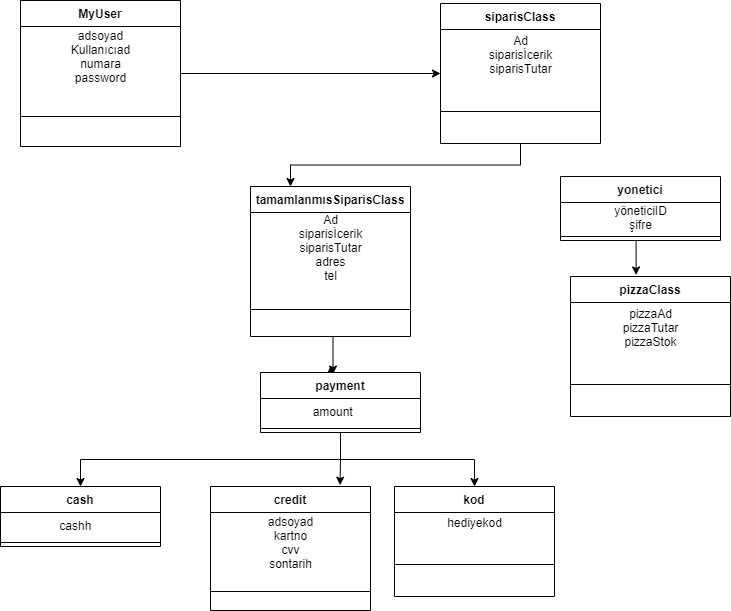 MyUser
adsoyad
Kullanıcıad
numara
password
siparisClass
Ad
siparisİcerik
siparisTutar
tamamlanmısSiparisClass
Ad
siparisİcerik
siparisTutar
adres
tel
yonetici
yöneticiID
şifre
pizzaClass
pizzaAd
pizzaTutar
pizzaStok
payment
amount
cash
cashh
credit
adsoyad
kartno
cvv
sontarih
kod
hediyekod